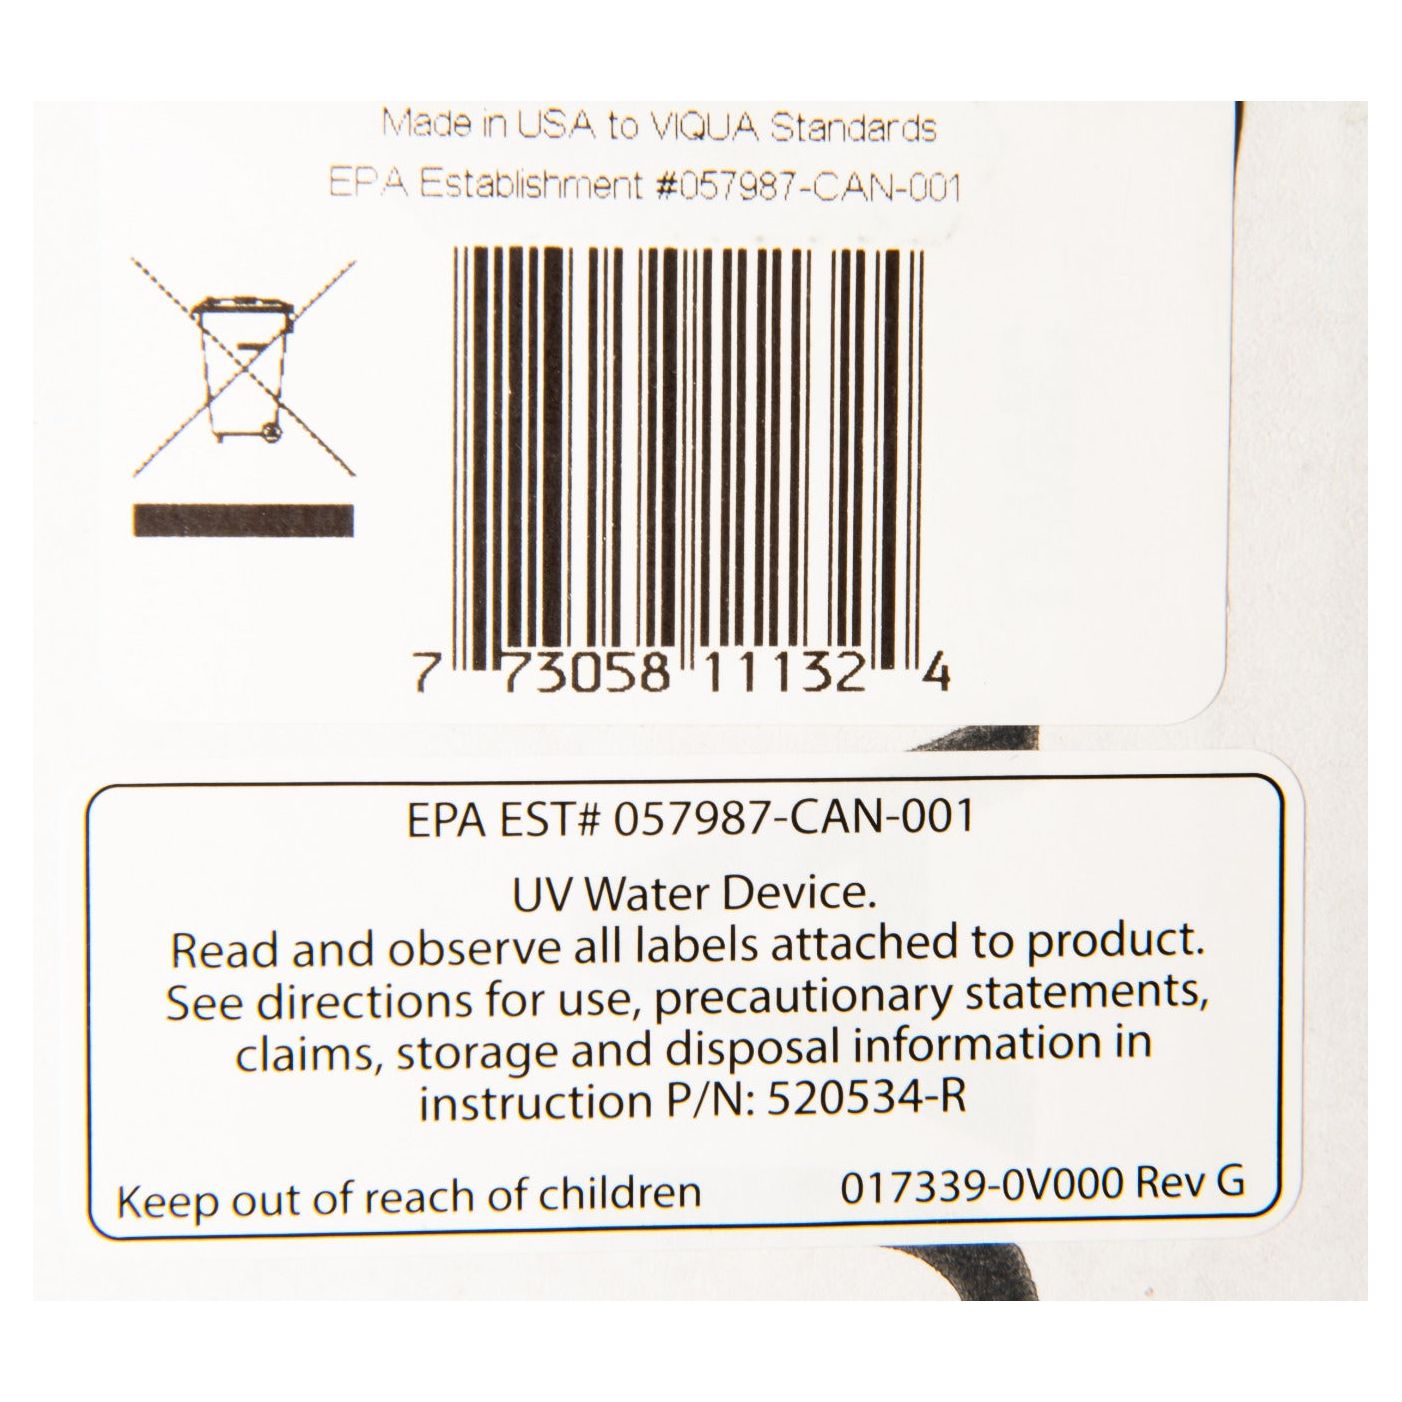 Made in USA to VIQUA Standards
EPA Establishment #057987-CAN-001
7 73058 11132 4
EPA EST# 057987-CAN-001
UV Water Device.
Read and observe all labels attached to product.
See directions for use, precautionary statements,
claims, storage and disposal information in
instruction P/N: 520534-R
Keep out of reach of children 017339-0V000 Rev G